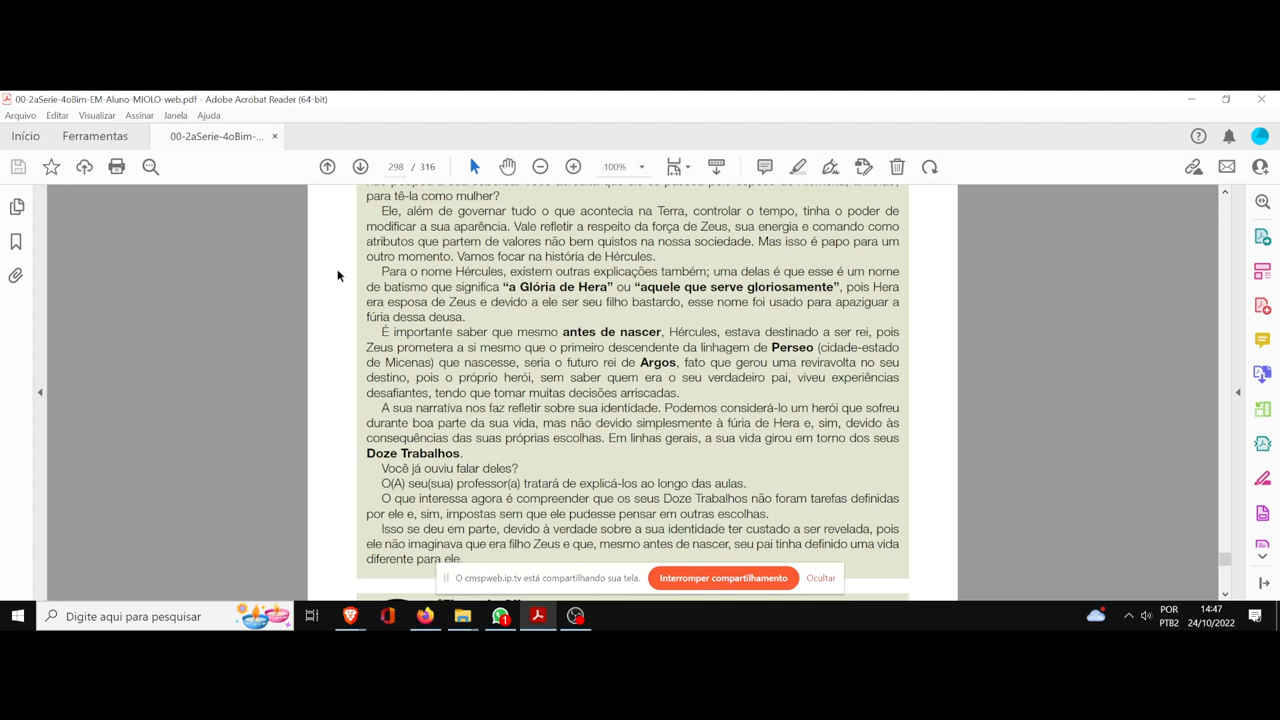 00-2aSerie-4oBim-EM-Aluno-MIOLO-web.pdf - Adobe Acrobat Reader (64-bit)
Arquivo Editar Visualizar Assinar Janela Ajuda
Início Ferramentas 00-2aSerie-4oBim-... ×
298 / 316 100%
para tê-la como mulher?
Ele, além de governar tudo o que acontecia na Terra, controlar o tempo, tinha o poder de
modificar a sua aparência. Vale refletir a respeito da força de Zeus, sua energia e comando como
atributos que partem de valores não bem quistos na nossa sociedade. Mas isso é papo para um
outro momento. Vamos focar na história de Hércules.
Para o nome Hércules, existem outras explicações também; uma delas é que esse é um nome
de batismo que significa “a Glória de Hera” ou “aquele que serve gloriosamente”, pois Hera
era esposa de Zeus e devido a ele ser seu filho bastardo, esse nome foi usado para apaziguar a
fúria dessa deusa.
É importante saber que mesmo antes de nascer, Hércules, estava destinado a ser rei, pois
Zeus prometera a si mesmo que o primeiro descendente da linhagem de Perseo (cidade-estado
de Micenas) que nascesse, seria o futuro rei de Argos, fato que gerou uma reviravolta no seu
destino, pois o próprio herói, sem saber quem era o seu verdadeiro pai, viveu experiências
desafiantes, tendo que tomar muitas decisões arriscadas.
A sua narrativa nos faz refletir sobre sua identidade. Podemos considerá-lo um herói que sofreu
durante boa parte da sua vida, mas não devido simplesmente à fúria de Hera e, sim, devido às
consequências das suas próprias escolhas. Em linhas gerais, a sua vida girou em torno dos seus
Doze Trabalhos.
Você já ouviu falar deles?
O(A) seu(sua) professor(a) tratará de explicá-los ao longo das aulas.
O que interessa agora é compreender que os seus Doze Trabalhos não foram tarefas definidas
por ele e, sim, impostas sem que ele pudesse pensar em outras escolhas.
Isso se deu em parte, devido à verdade sobre a sua identidade ter custado a ser revelada, pois
ele não imaginava que era filho Zeus e que, mesmo antes de nascer, seu pai tinha definido uma vida
diferente para ele.
O cmspweb.ip.tv está compartilhando sua tela. Interromper compartilhamento Ocultar
Digite aqui para pesquisar
1
POR
PTB2
14:47
24/10/2022